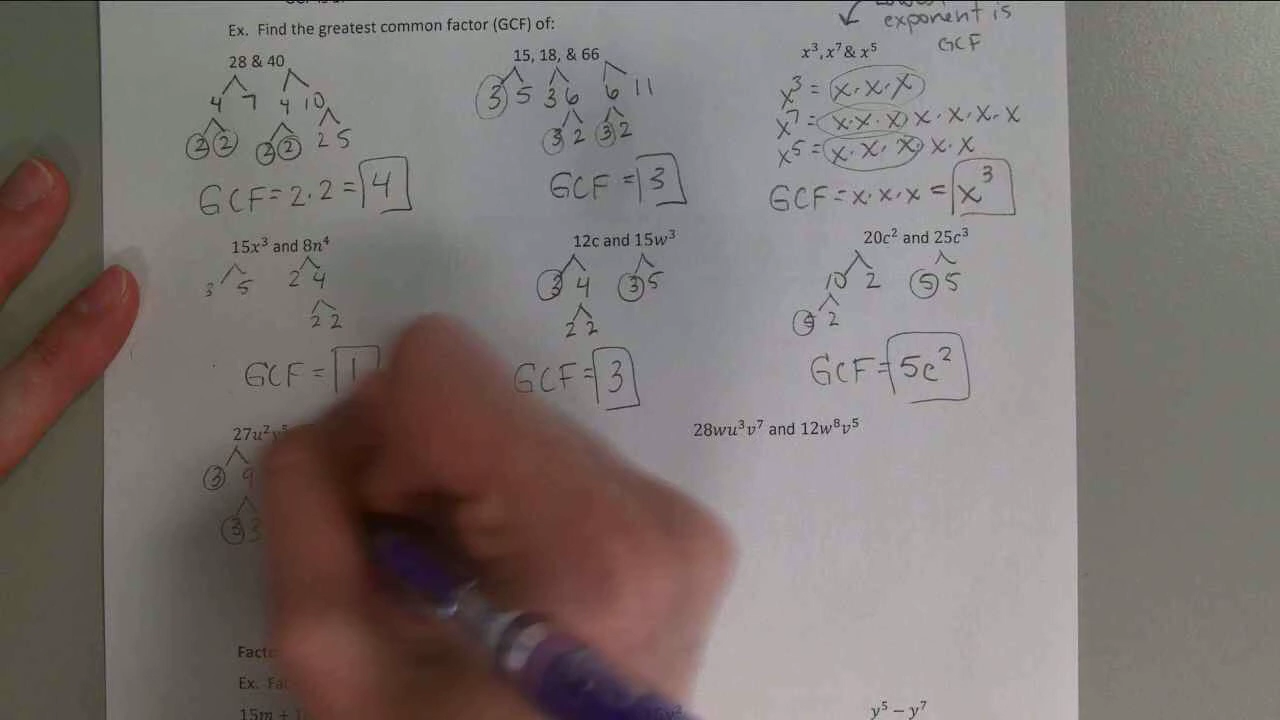 exponent is
GCF
Ex. Find the greatest common factor (GCF) of:
28 & 40
15, 18, & 66
x³, x⁷ & x⁵
4 7 4 10
3 5 3 6 6 11
x³ = x · x · x
2 2 2 2 2 5
3 2 3 2
x⁷ = x · x · x x · x · x · x
x⁵ = x · x · x · x · x
GCF = 2 · 2 = 4
GCF = 3
GCF = x · x · x = x³
15x³ and 8n⁴
12c and 15w³
20c² and 25c³
3 5 2 4
3 4 3 5
10 2 5 5
2 2
2 2
5 2
GCF = 1
GCF = 3
GCF = 5c²
27u²
28wu³v⁷ and 12w⁸v⁵
3 9
3 3
Ex.
15m +
y⁵ − y⁷